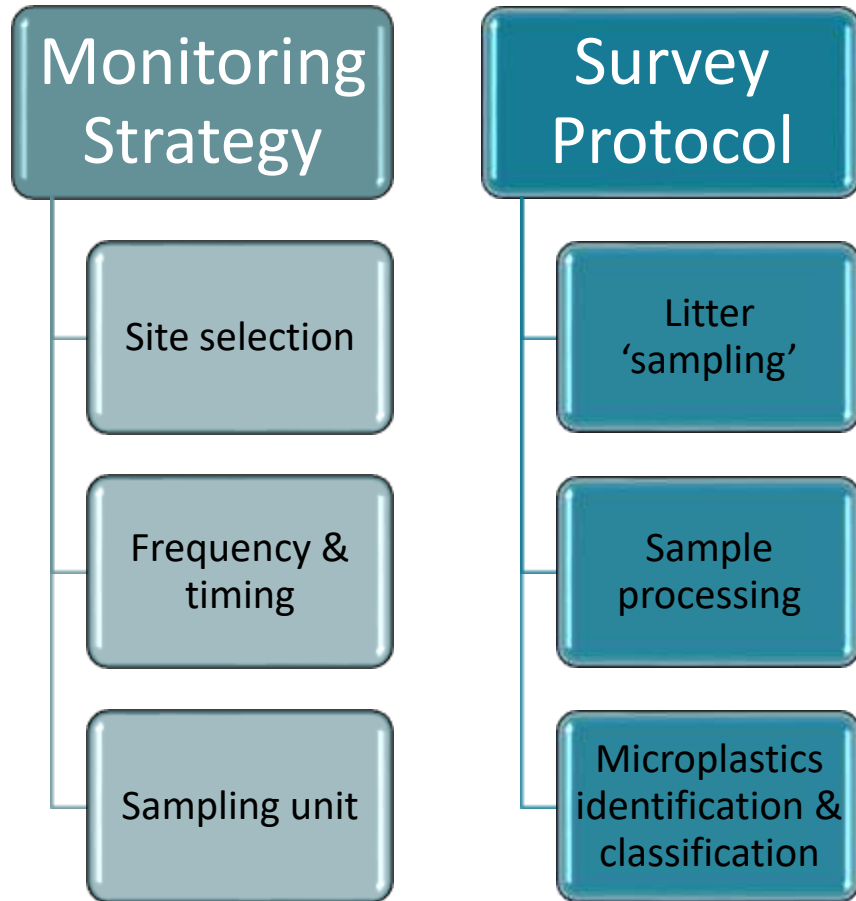 Monitoring
Strategy
Site selection
Frequency &
timing
Sampling unit
Survey
Protocol
Litter
‘sampling’
Sample
processing
Microplastics
identification &
classification